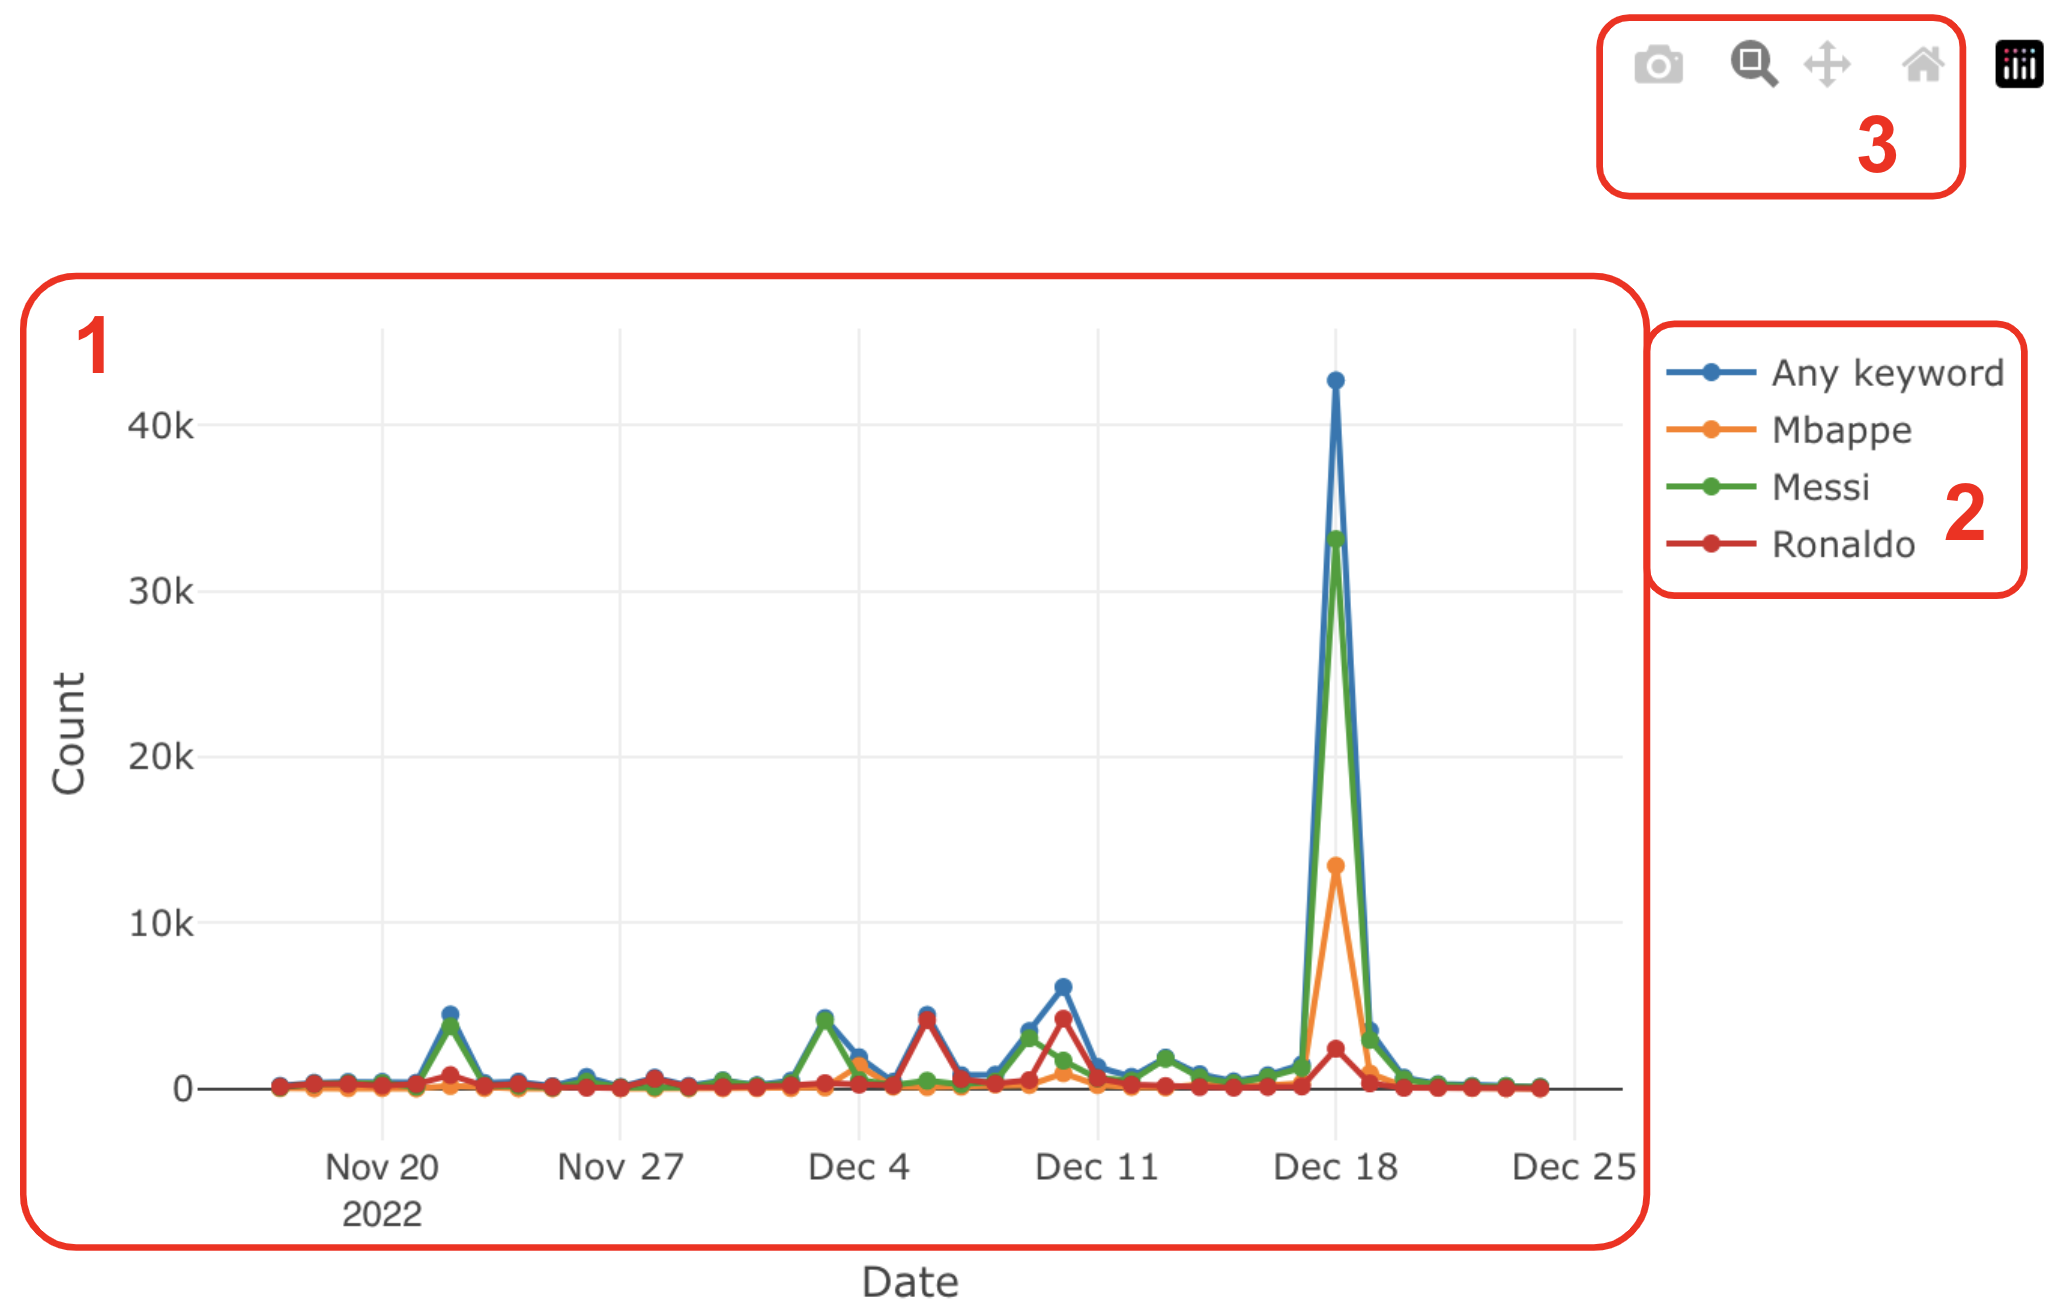 3
1
Any keyword
Mbappe
Messi
2
Ronaldo
40k
30k
20k
10k
0
Count
Nov 20
2022
Nov 27
Dec 4
Dec 11
Dec 18
Dec 25
Date